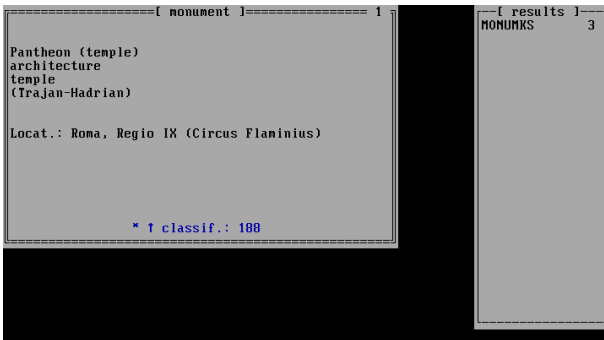 [ monument ] 1
Pantheon (temple)
architecture
temple
(Trajan-Hadrian)
Locat.: Roma, Regio IX (Circus Flaminius)
* ↑ classif.: 188
[ results ]
MONUMKS 3